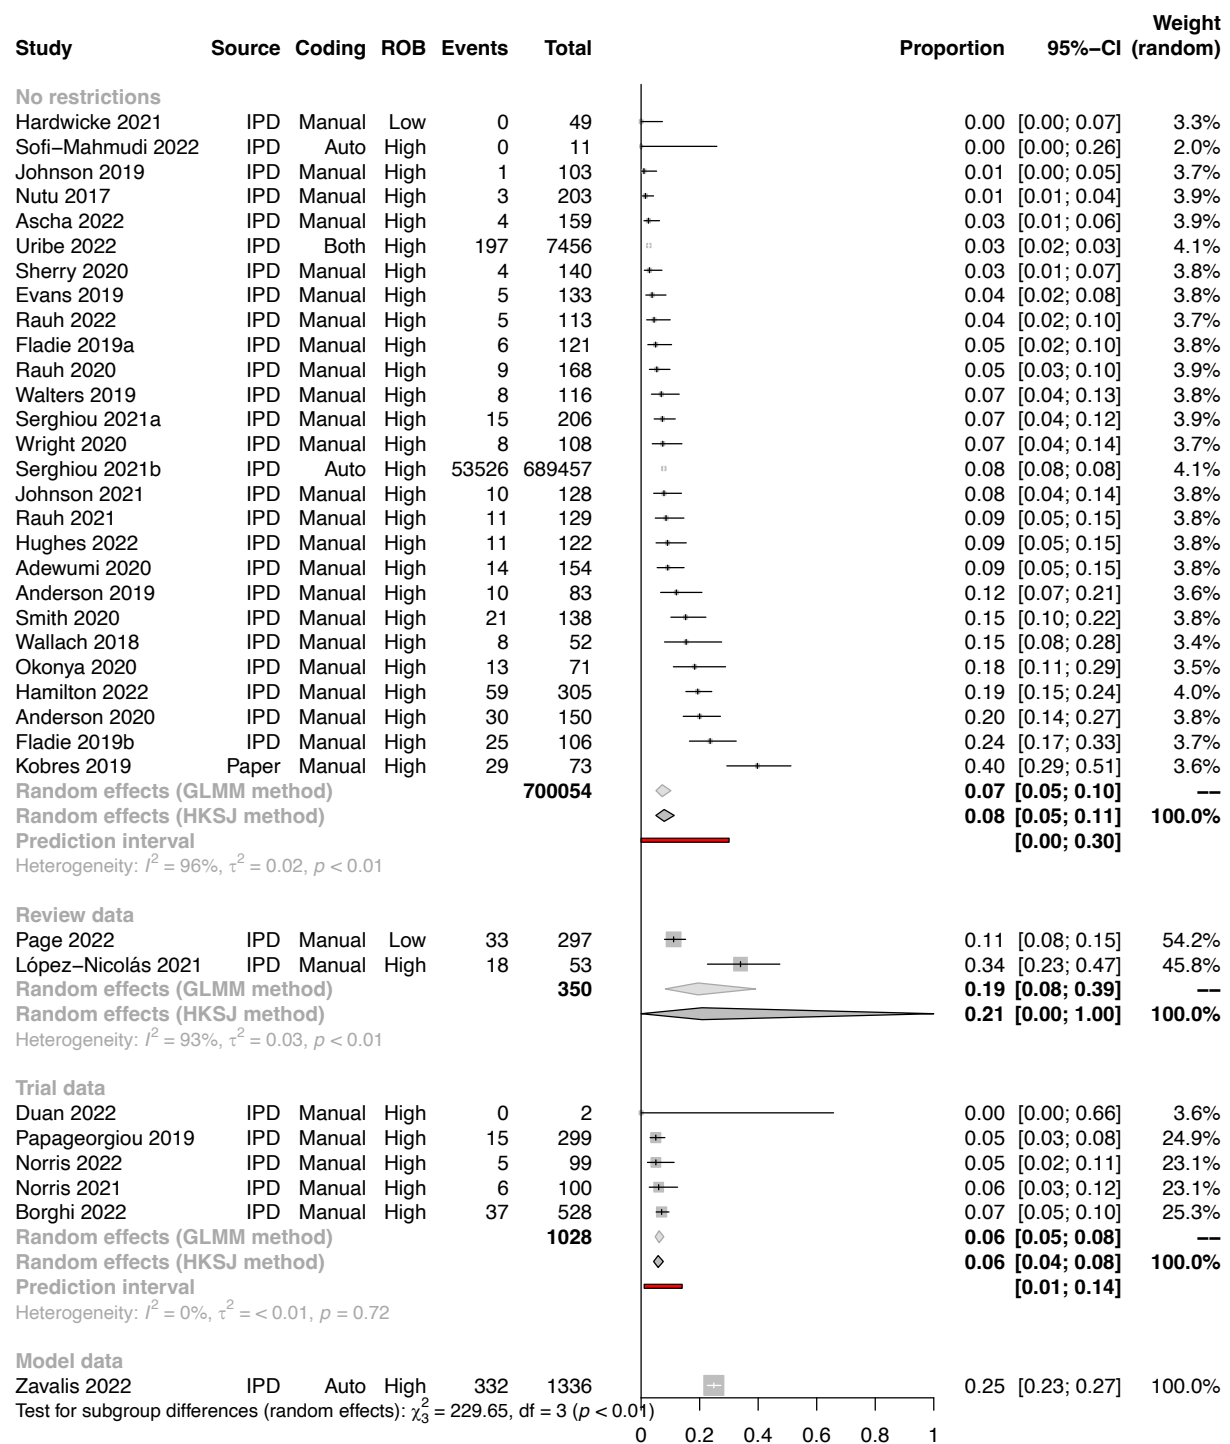 Weight
Study Source Coding ROB Events Total Proportion 95%−CI (random)
No restrictions
Hardwicke 2021 IPD Manual Low 0 49 0.00 [0.00; 0.07] 3.3%
Sofi−Mahmudi 2022 IPD Auto High 0 11 0.00 [0.00; 0.26] 2.0%
Johnson 2019 IPD Manual High 1 103 0.01 [0.00; 0.05] 3.7%
Nutu 2017 IPD Manual High 3 203 0.01 [0.01; 0.04] 3.9%
Ascha 2022 IPD Manual High 4 159 0.03 [0.01; 0.06] 3.9%
Uribe 2022 IPD Both High 197 7456 0.03 [0.02; 0.03] 4.1%
Sherry 2020 IPD Manual High 4 140 0.03 [0.01; 0.07] 3.8%
Evans 2019 IPD Manual High 5 133 0.04 [0.02; 0.08] 3.8%
Rauh 2022 IPD Manual High 5 113 0.04 [0.02; 0.10] 3.7%
Fladie 2019a IPD Manual High 6 121 0.05 [0.02; 0.10] 3.8%
Rauh 2020 IPD Manual High 9 168 0.05 [0.03; 0.10] 3.9%
Walters 2019 IPD Manual High 8 116 0.07 [0.04; 0.13] 3.8%
Serghiou 2021a IPD Manual High 15 206 0.07 [0.04; 0.12] 3.9%
Wright 2020 IPD Manual High 8 108 0.07 [0.04; 0.14] 3.7%
Serghiou 2021b IPD Auto High 53526 689457 0.08 [0.08; 0.08] 4.1%
Johnson 2021 IPD Manual High 10 128 0.08 [0.04; 0.14] 3.8%
Rauh 2021 IPD Manual High 11 129 0.09 [0.05; 0.15] 3.8%
Hughes 2022 IPD Manual High 11 122 0.09 [0.05; 0.15] 3.8%
Adewumi 2020 IPD Manual High 14 154 0.09 [0.05; 0.15] 3.8%
Anderson 2019 IPD Manual High 10 83 0.12 [0.07; 0.21] 3.6%
Smith 2020 IPD Manual High 21 138 0.15 [0.10; 0.22] 3.8%
Wallach 2018 IPD Manual High 8 52 0.15 [0.08; 0.28] 3.4%
Okonya 2020 IPD Manual High 13 71 0.18 [0.11; 0.29] 3.5%
Hamilton 2022 IPD Manual High 59 305 0.19 [0.15; 0.24] 4.0%
Anderson 2020 IPD Manual High 30 150 0.20 [0.14; 0.27] 3.8%
Fladie 2019b IPD Manual High 25 106 0.24 [0.17; 0.33] 3.7%
Kobres 2019 Paper Manual High 29 73 0.40 [0.29; 0.51] 3.6%
Random effects (GLMM method) 700054 0.07 [0.05; 0.10] −−
Random effects (HKSJ method) 0.08 [0.05; 0.11] 100.0%
Prediction interval [0.00; 0.30]
Heterogeneity: I² = 96%, τ² = 0.02, p < 0.01
Review data
Page 2022 IPD Manual Low 33 297 0.11 [0.08; 0.15] 54.2%
López−Nicolás 2021 IPD Manual High 18 53 0.34 [0.23; 0.47] 45.8%
Random effects (GLMM method) 350 0.19 [0.08; 0.39] −−
Random effects (HKSJ method) 0.21 [0.00; 1.00] 100.0%
Heterogeneity: I² = 93%, τ² = 0.03, p < 0.01
Trial data
Duan 2022 IPD Manual High 0 2 0.00 [0.00; 0.66] 3.6%
Papageorgiou 2019 IPD Manual High 15 299 0.05 [0.03; 0.08] 24.9%
Norris 2022 IPD Manual High 5 99 0.05 [0.02; 0.11] 23.1%
Norris 2021 IPD Manual High 6 100 0.06 [0.03; 0.12] 23.1%
Borghi 2022 IPD Manual High 37 528 0.07 [0.05; 0.10] 25.3%
Random effects (GLMM method) 1028 0.06 [0.05; 0.08] −−
Random effects (HKSJ method) 0.06 [0.04; 0.08] 100.0%
Prediction interval [0.01; 0.14]
Heterogeneity: I² = 0%, τ² = < 0.01, p = 0.72
Model data
Zavalis 2022 IPD Auto High 332 1336 0.25 [0.23; 0.27] 100.0%
Test for subgroup differences (random effects): χ²₃ = 229.65, df = 3 (p < 0.01)
0 0.2 0.4 0.6 0.8 1